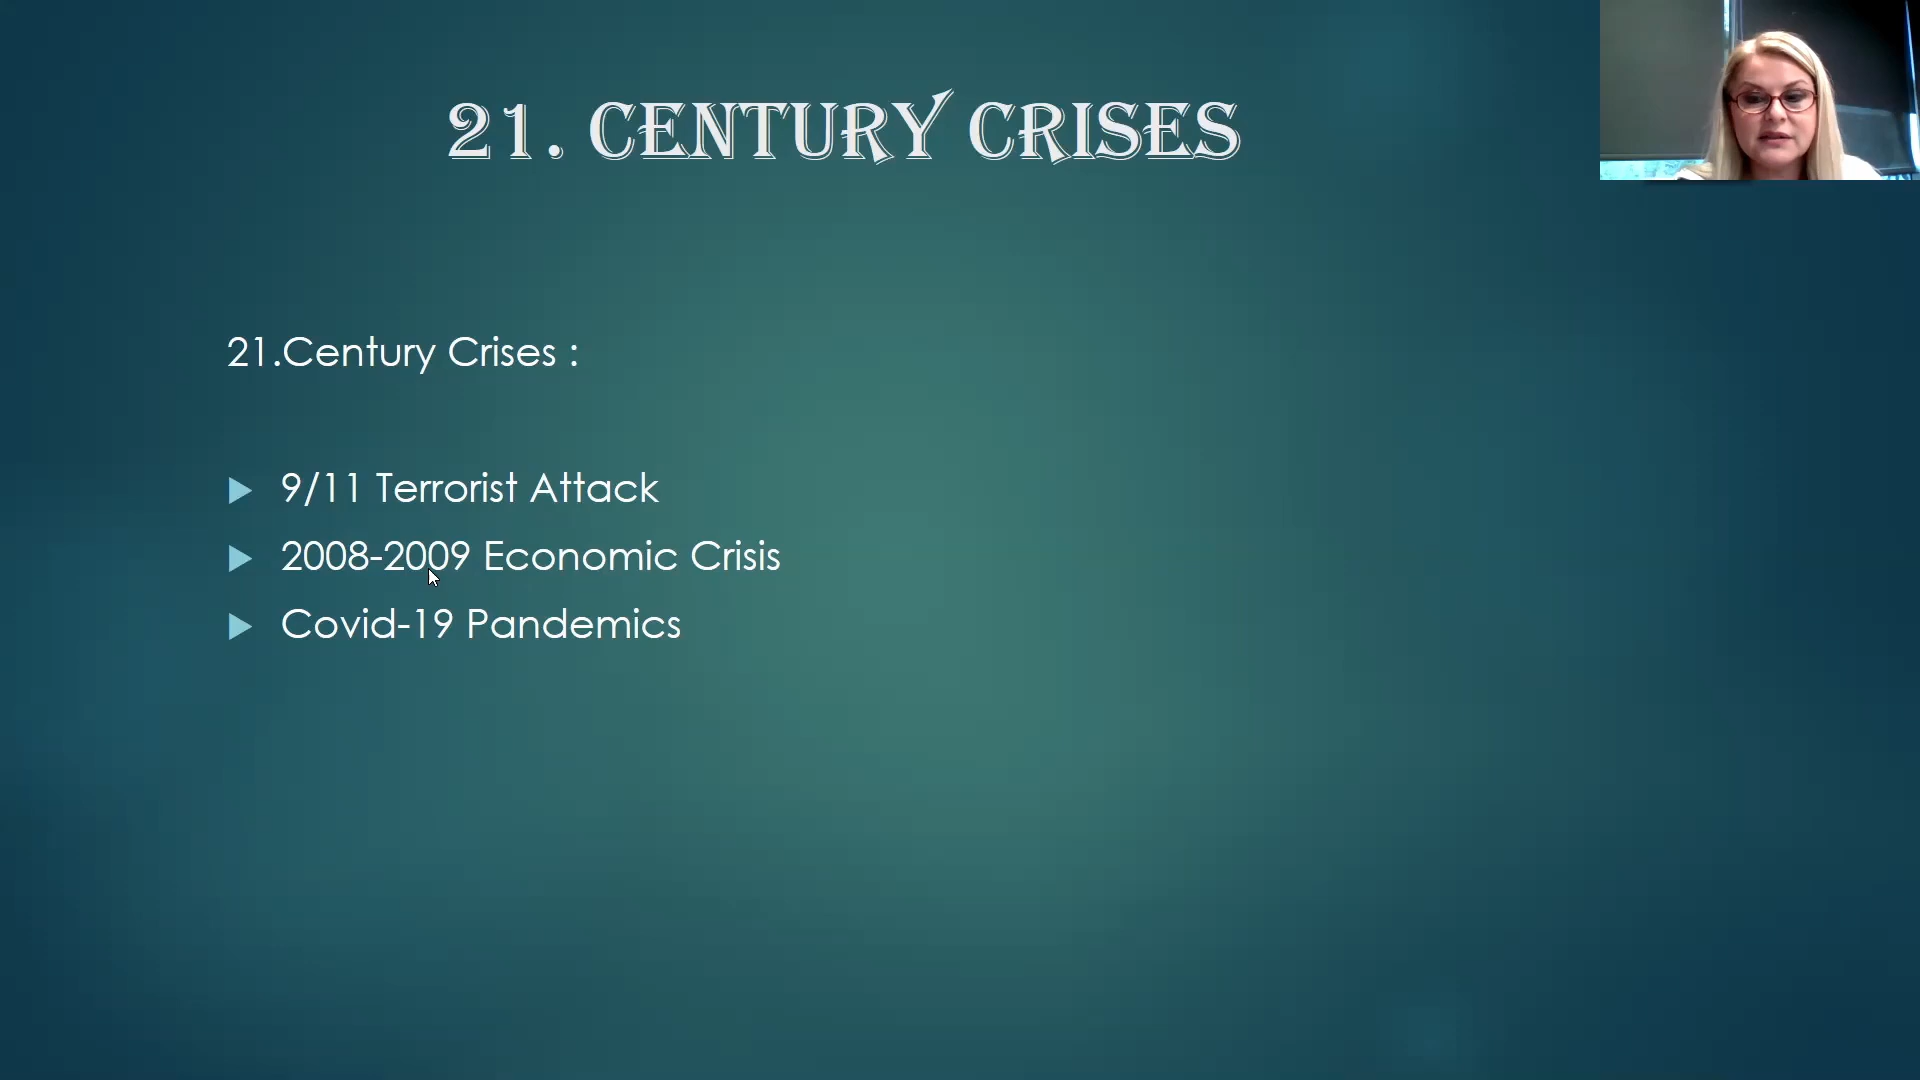 21. CENTURY CRISES
21.Century Crises :
9/11 Terrorist Attack
2008-2009 Economic Crisis
Covid-19 Pandemics